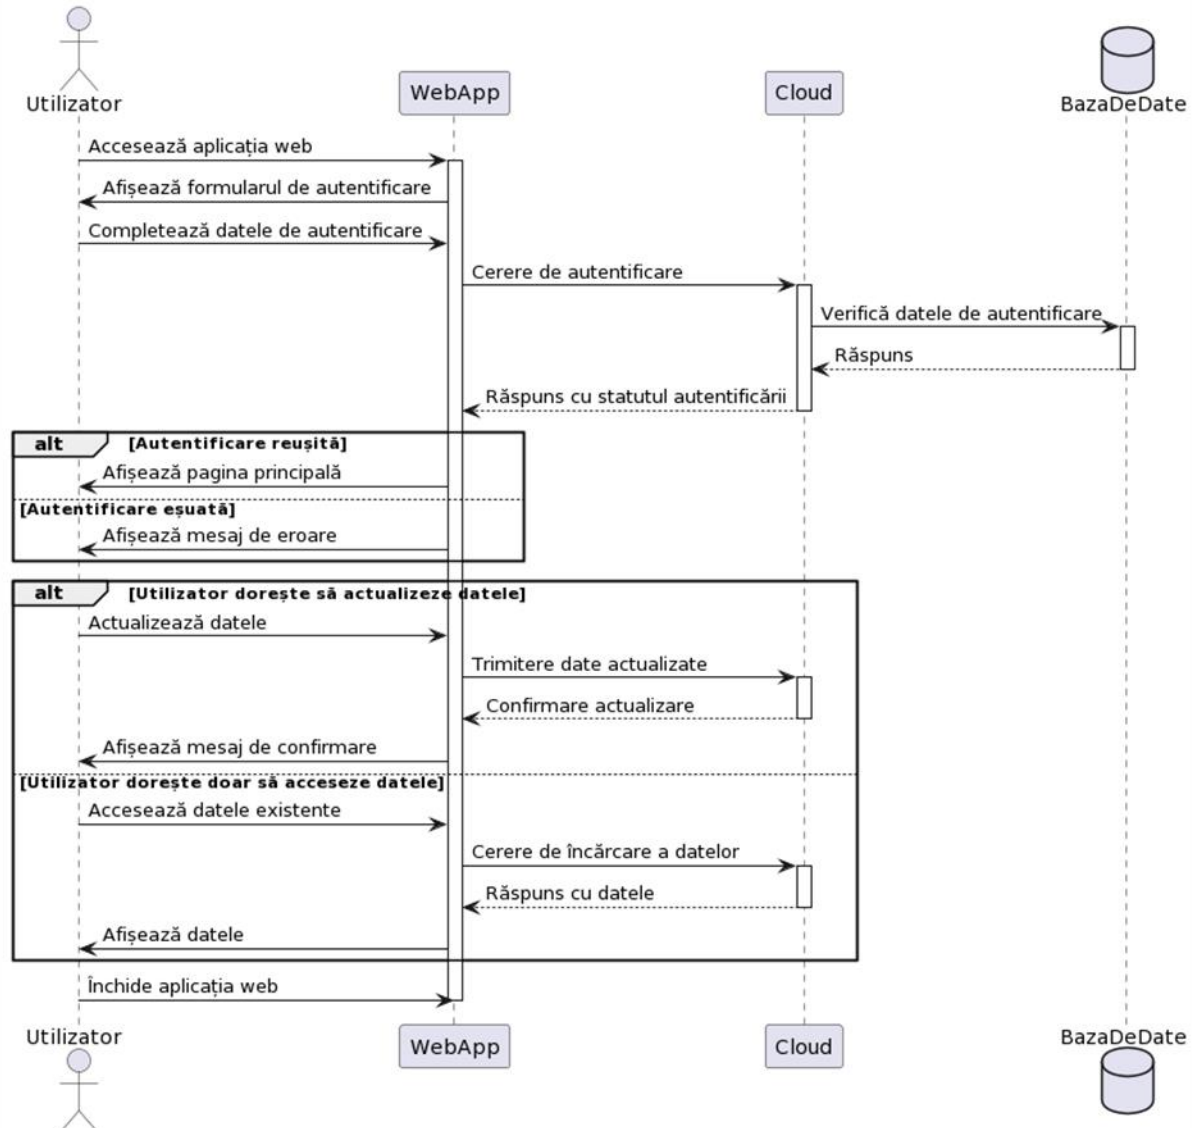 Utilizator
WebApp
Cloud
BazaDeDate
Accesează aplicația web
Afișează formularul de autentificare
Completează datele de autentificare
Cerere de autentificare
Verifică datele de autentificare
Răspuns
Răspuns cu statutul autentificării
alt [Autentificare reușită]
Afișează pagina principală
[Autentificare eșuată]
Afișează mesaj de eroare
alt [Utilizator dorește să actualizeze datele]
Actualizează datele
Trimitere date actualizate
Confirmare actualizare
Afișează mesaj de confirmare
[Utilizator dorește doar să acceseze datele]
Accesează datele existente
Cerere de încărcare a datelor
Răspuns cu datele
Afișează datele
Închide aplicația web
Utilizator
WebApp
Cloud
BazaDeDate